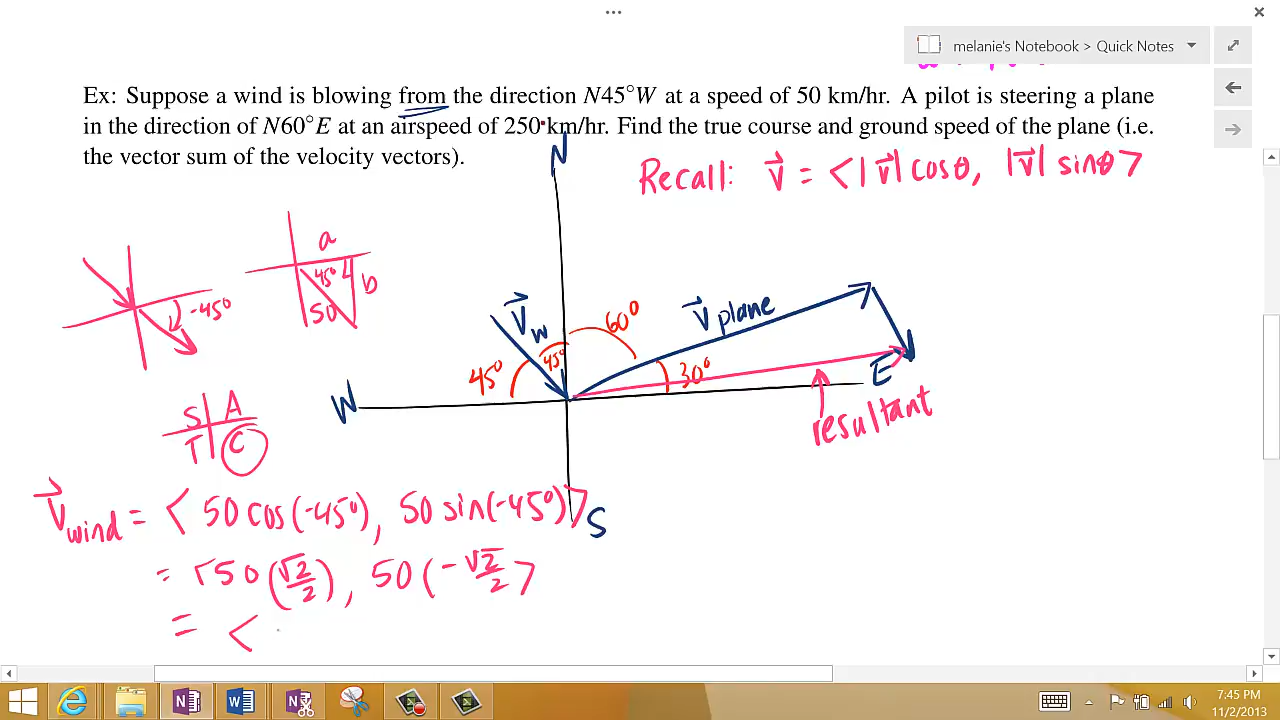 melanie's Notebook > Quick Notes
Ex: Suppose a wind is blowing from the direction N45°W at a speed of 50 km/hr. A pilot is steering a plane
in the direction of N60°E at an airspeed of 250 km/hr. Find the true course and ground speed of the plane (i.e.
the vector sum of the velocity vectors).
Recall: v⃗ = <|v⃗| cosθ, |v⃗| sinθ>
N
-45°
a
45°
b
50
v⃗w
60°
v⃗ plane
45°
45°
30°
E
W
resultant
S A
T C
v⃗wind = < 50 cos(-45°), 50 sin(-45°)>
S
= <50 (√2/2), 50 (-√2/2 >
= <
7:45 PM
11/2/2013